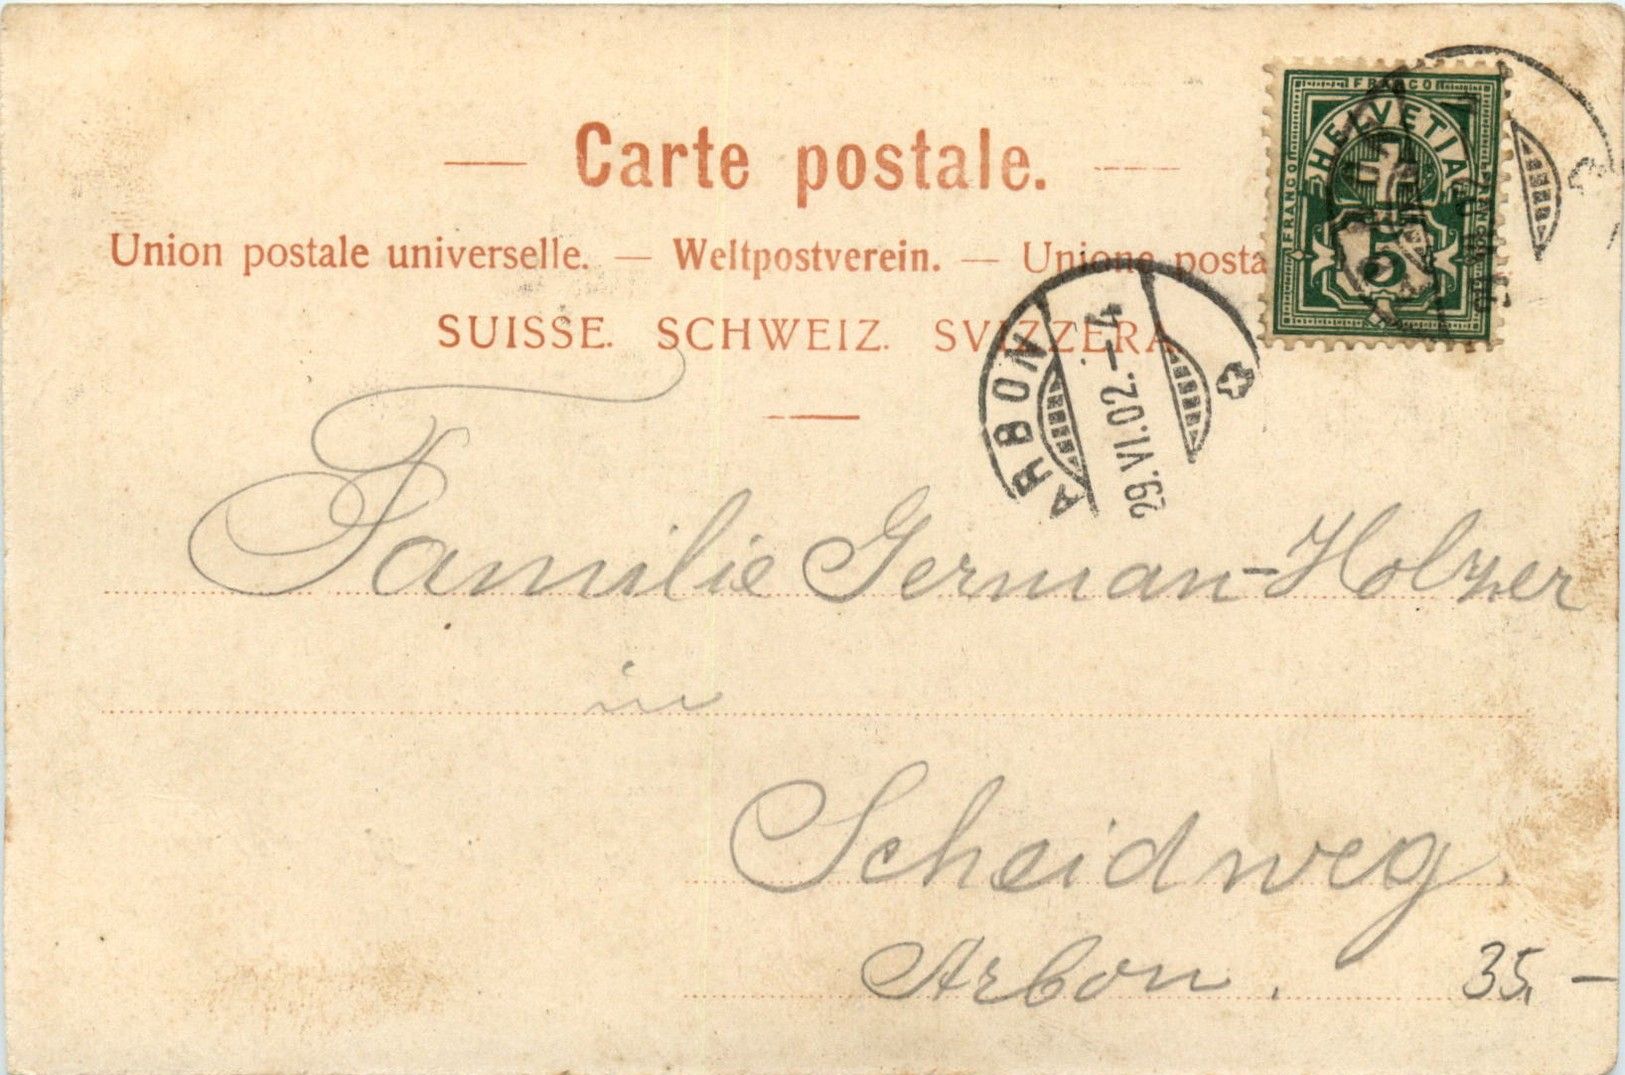 Carte postale.
Union postale universelle. — Weltpostverein. — Unione posta
SUISSE. SCHWEIZ. SVIZZERA
FRANCO
FRANCO
HELVETIA
5
ARBON
29.VI.02.–4
Familie German-Holzer
in
Scheidweg.
Arbon.
35,–